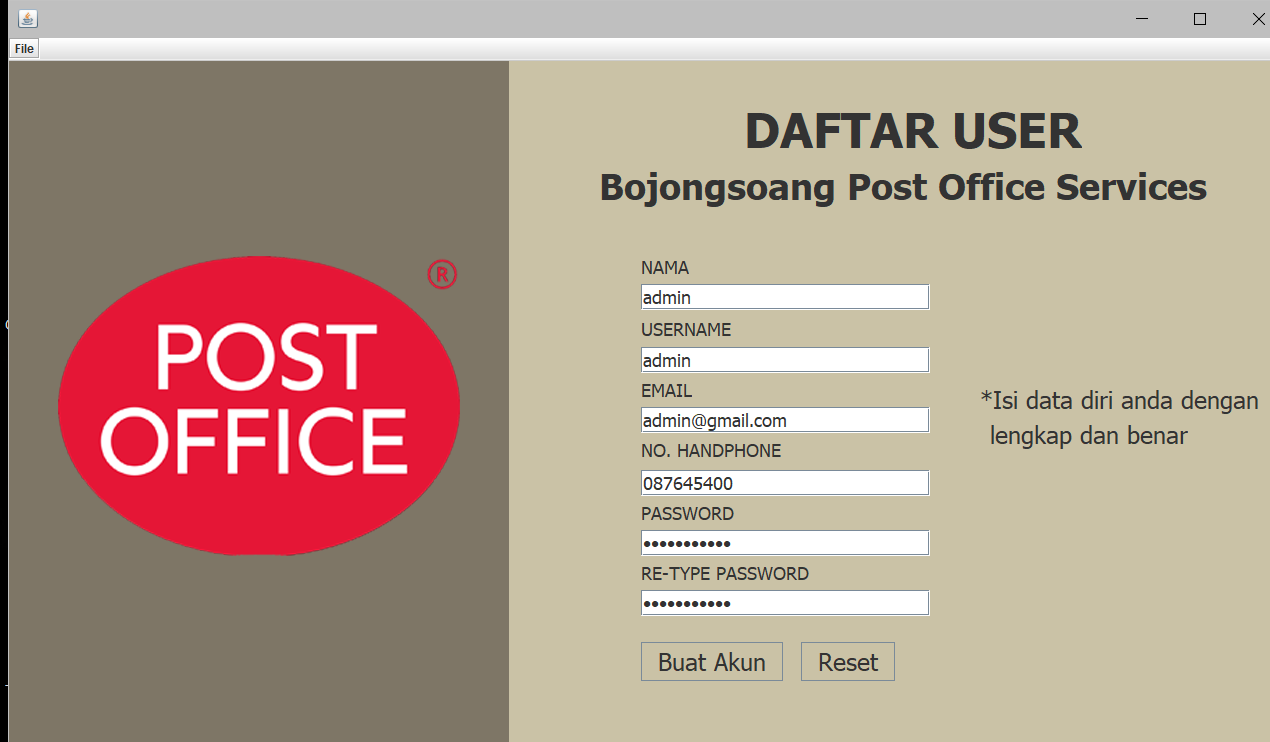 File
DAFTAR USER
Bojongsoang Post Office Services
POST
OFFICE
®
NAMA
admin
USERNAME
admin
EMAIL
admin@gmail.com
NO. HANDPHONE
087645400
PASSWORD
•••••••••••
RE-TYPE PASSWORD
•••••••••••
*Isi data diri anda dengan
lengkap dan benar
Buat Akun
Reset